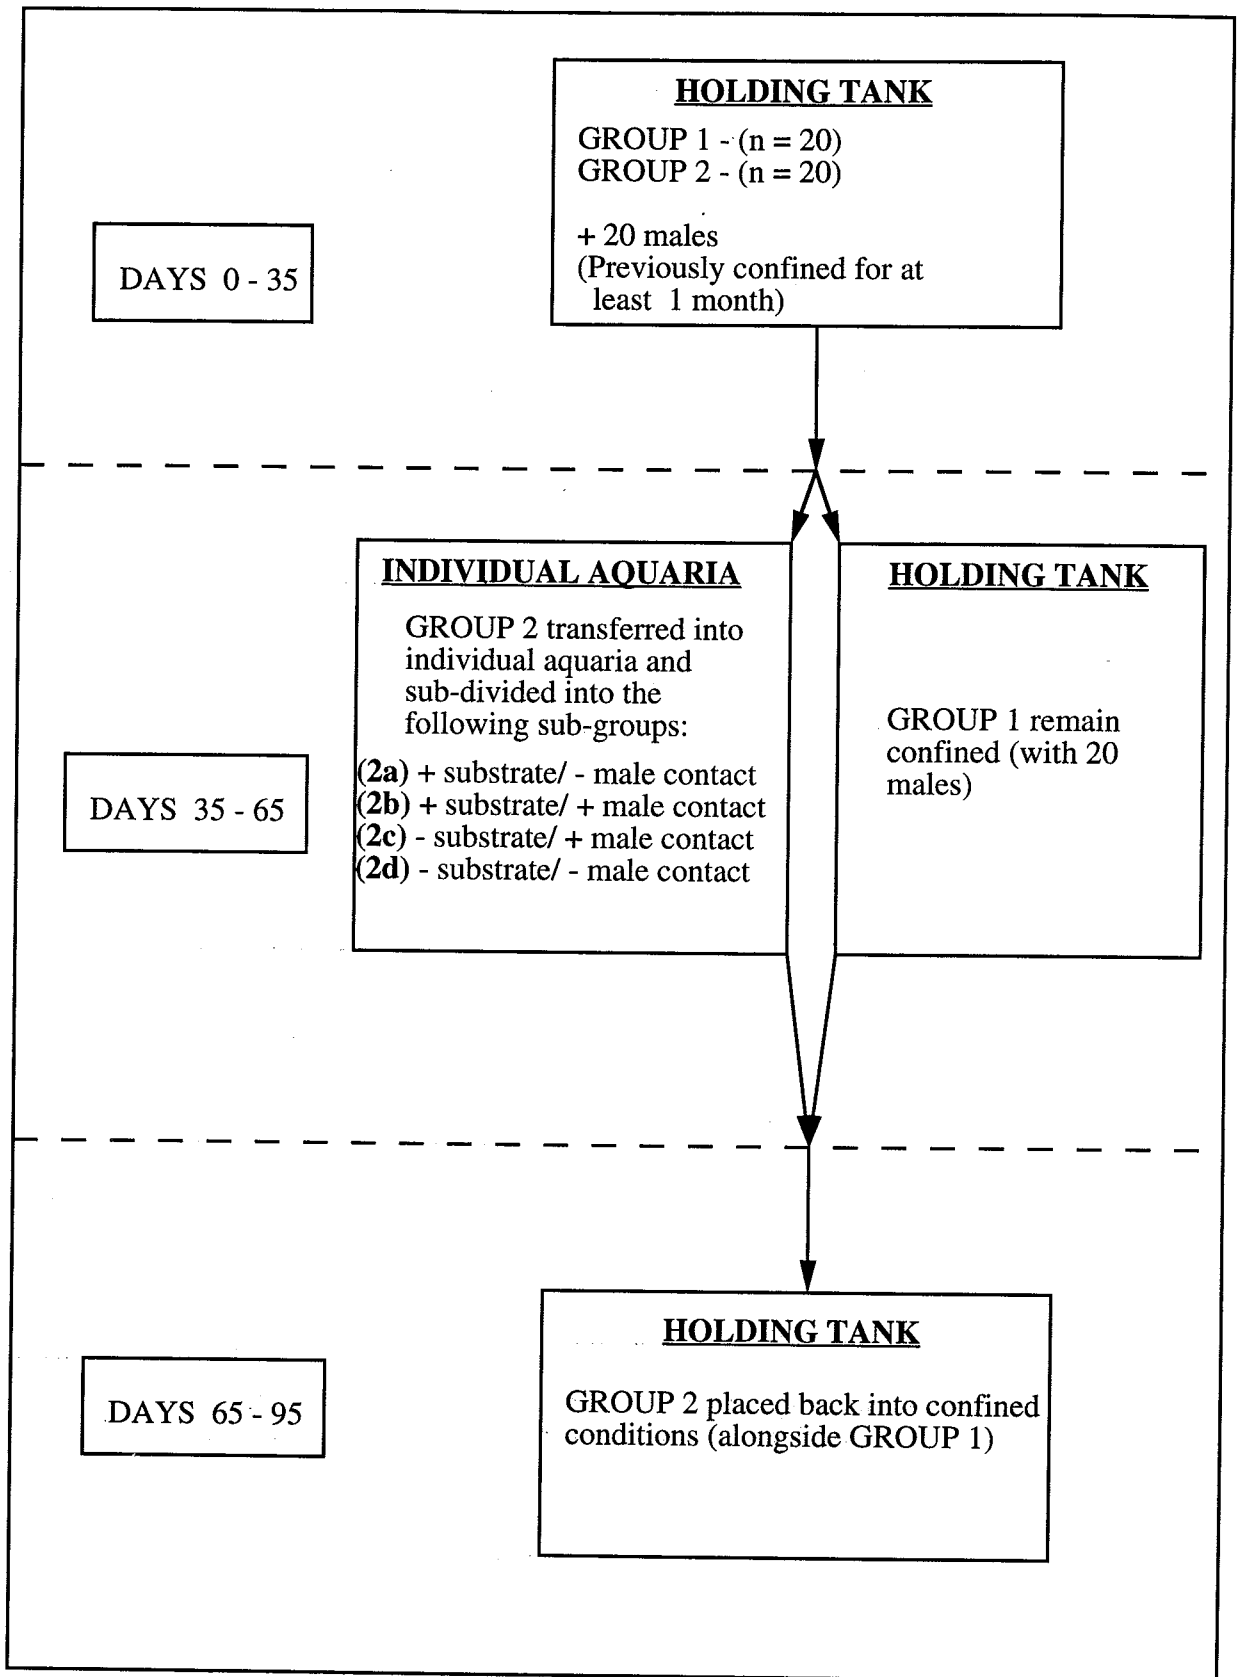 HOLDING TANK
GROUP 1 - (n = 20)
GROUP 2 - (n = 20)
+ 20 males
(Previously confined for at
least 1 month)
DAYS 0 - 35
INDIVIDUAL AQUARIA
GROUP 2 transferred into
individual aquaria and
sub-divided into the
following sub-groups:
(2a) + substrate/ - male contact
(2b) + substrate/ + male contact
(2c) - substrate/ + male contact
(2d) - substrate/ - male contact
HOLDING TANK
GROUP 1 remain
confined (with 20
males)
DAYS 35 - 65
HOLDING TANK
GROUP 2 placed back into confined
conditions (alongside GROUP 1)
DAYS 65 - 95